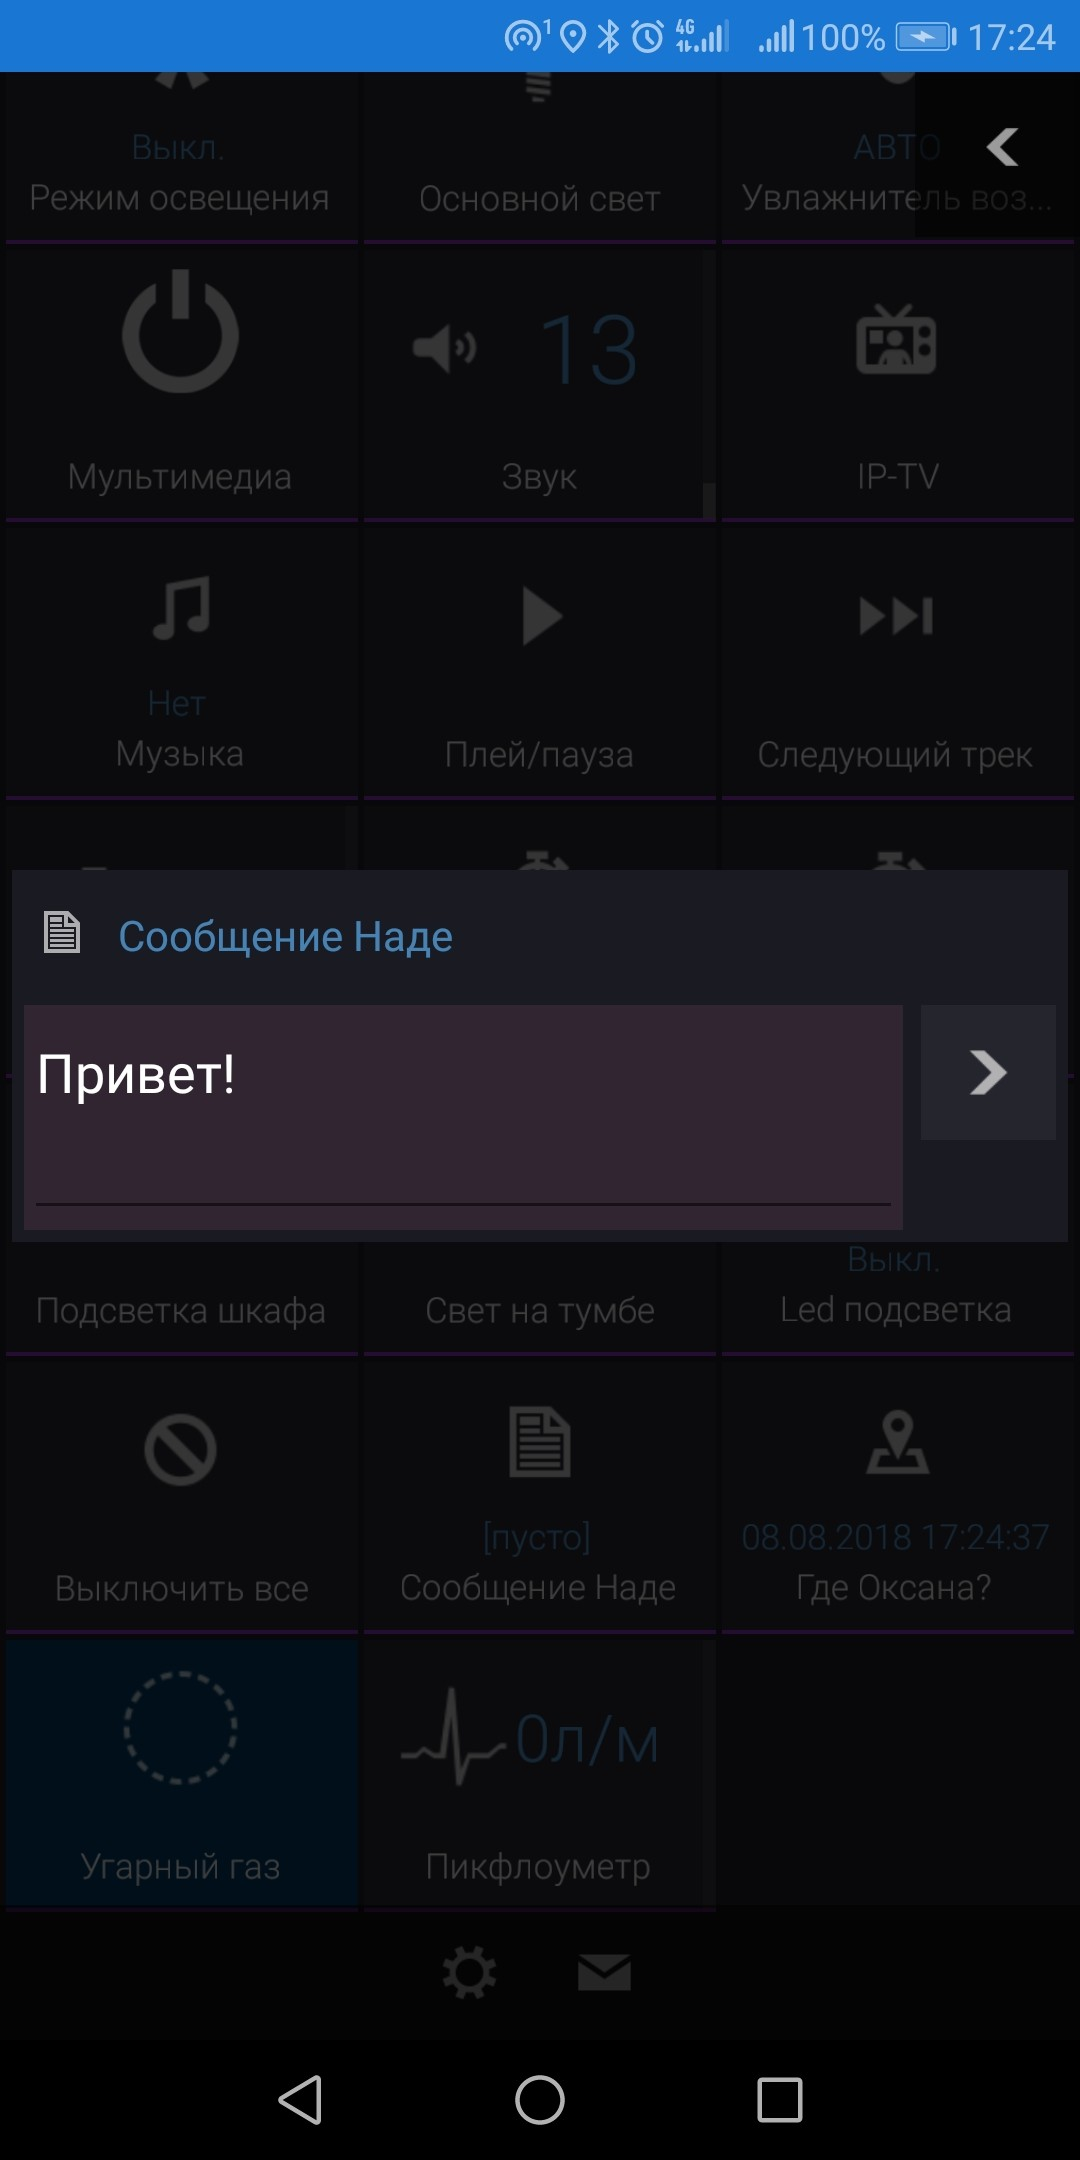 1 4G 100% 17:24
Выкл.
Режим освещения
Основной свет
АВТО
Увлажнитель воз...
Мультимедиа
13
Звук
IP-TV
Нет
Музыка
Плей/пауза
Следующий трек
Сообщение Наде
Привет!
Подсветка шкафа
Свет на тумбе
Выкл.
Led подсветка
Выключить все
[пусто]
Сообщение Наде
08.08.2018 17:24:37
Где Оксана?
Угарный газ
0л/м
Пикфлоуметр